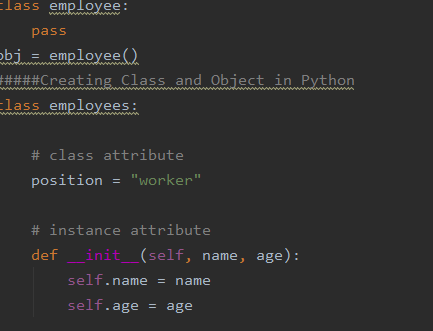 class employee:
    pass
obj = employee()
#####Creating Class and Object in Python
class employees:
    # class attribute
    position = "worker"
    # instance attribute
    def __init__(self, name, age):
        self.name = name
        self.age = age